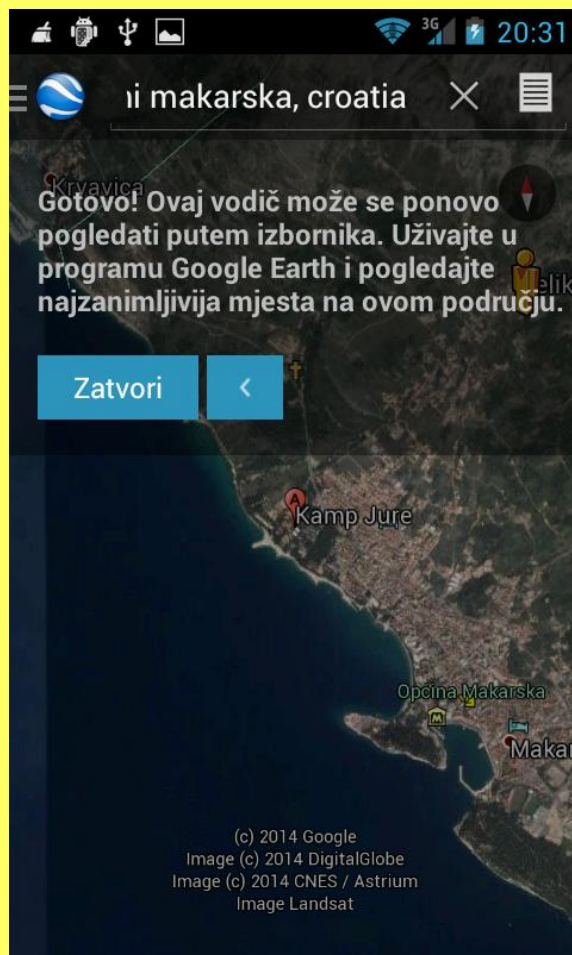 3G 20:31
makarska, croatia
Krvavica
Gotovo! Ovaj vodič može se ponovo
pogledati putem izbornika. Uživajte u
programu Google Earth i pogledajte
najzanimljivija mjesta na ovom području.
Zatvori
A
Kamp Jure
Općina Makarska
M
(c) 2014 Google
Image (c) 2014 DigitalGlobe
Image (c) 2014 CNES / Astrium
Image Landsat